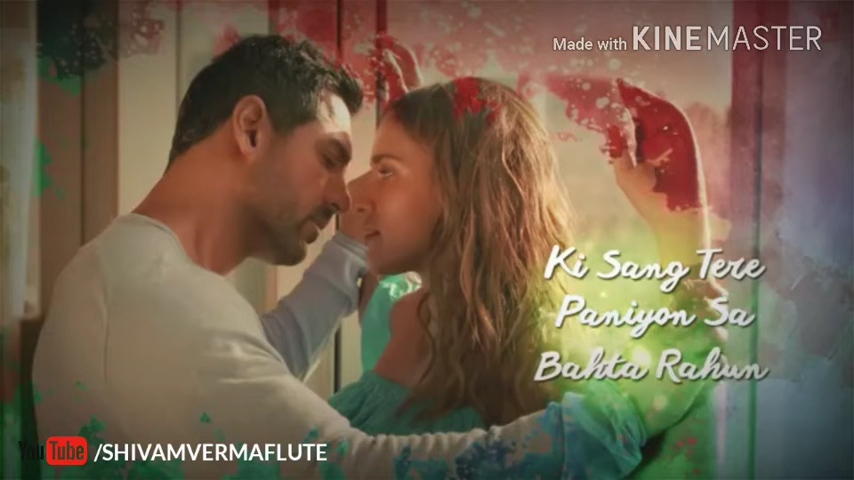 Made with KINEMASTER
Ki Sang Tere
Paniyon Sa
Bahta Rahun
YouTube /SHIVAMVERMAFLUTE